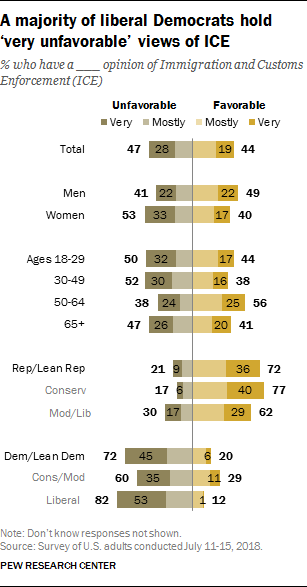 A majority of liberal Democrats hold
‘very unfavorable’ views of ICE
% who have a ____ opinion of Immigration and Customs
Enforcement (ICE)
Unfavorable Favorable
Very Mostly Mostly Very
Total 47 28 19 44
Men 41 22 22 49
Women 53 33 17 40
Ages 18-29 50 32 17 44
30-49 52 30 16 38
50-64 38 24 25 56
65+ 47 26 20 41
Rep/Lean Rep 21 9 36 72
Conserv 17 6 40 77
Mod/Lib 30 17 29 62
Dem/Lean Dem 72 45 6 20
Cons/Mod 60 35 11 29
Liberal 82 53 1 12
Note: Don’t know responses not shown.
Source: Survey of U.S. adults conducted July 11-15, 2018.
PEW RESEARCH CENTER